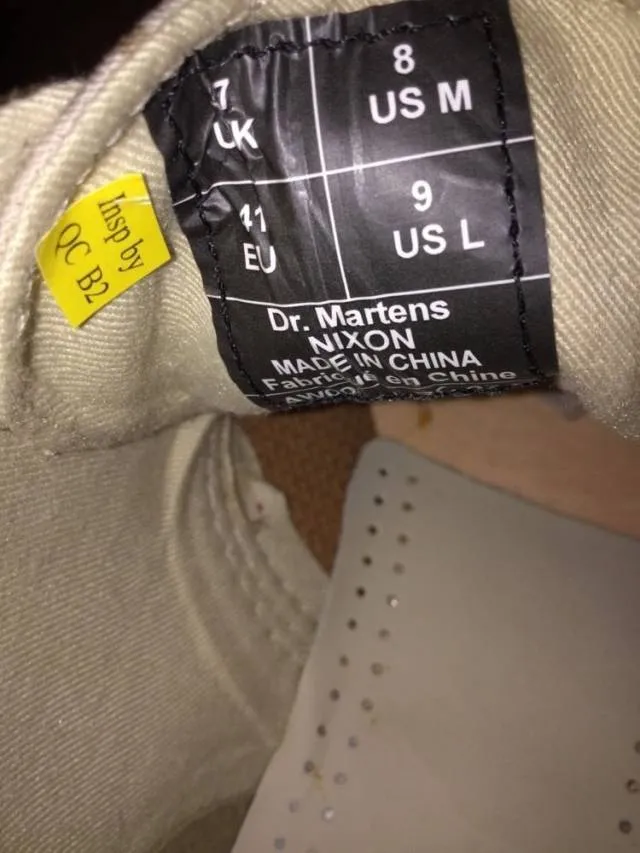 7
UK
8
US M
41
EU
9
US L
Dr. Martens
NIXON
MADE IN CHINA
Fabriqué en Chine
Insp by
QC B2